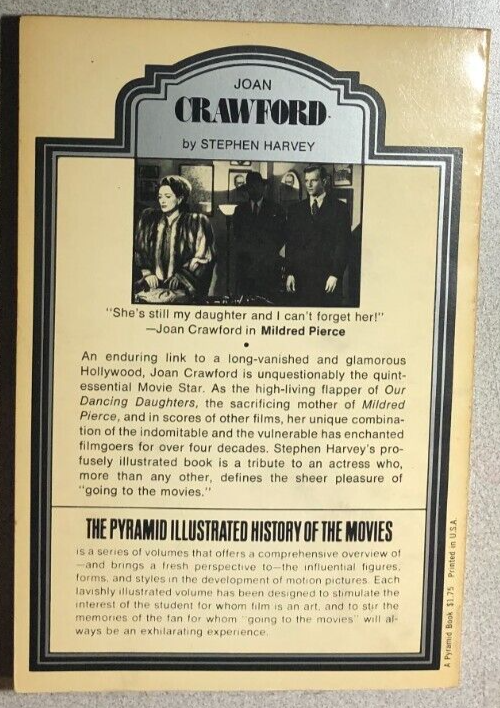 JOAN
CRAWFORD
by STEPHEN HARVEY
"She's still my daughter and I can't forget her!"
—Joan Crawford in Mildred Pierce
•
An enduring link to a long-vanished and glamorous
Hollywood, Joan Crawford is unquestionably the quint-
essential Movie Star. As the high-living flapper of Our
Dancing Daughters, the sacrificing mother of Mildred
Pierce, and in scores of other films, her unique combina-
tion of the indomitable and the vulnerable has enchanted
filmgoers for over four decades. Stephen Harvey's pro-
fusely illustrated book is a tribute to an actress who,
more than any other, defines the sheer pleasure of
"going to the movies."
THE PYRAMID ILLUSTRATED HISTORY OF THE MOVIES
is a series of volumes that offers a comprehensive overview of
—and brings a fresh perspective to—the influential figures,
forms, and styles in the development of motion pictures. Each
lavishly illustrated volume has been designed to stimulate the
interest of the student for whom film is an art, and to stir the
memories of the fan for whom "going to the movies" will al-
ways be an exhilarating experience.
A Pyramid Book $1.75 Printed in U.S.A.